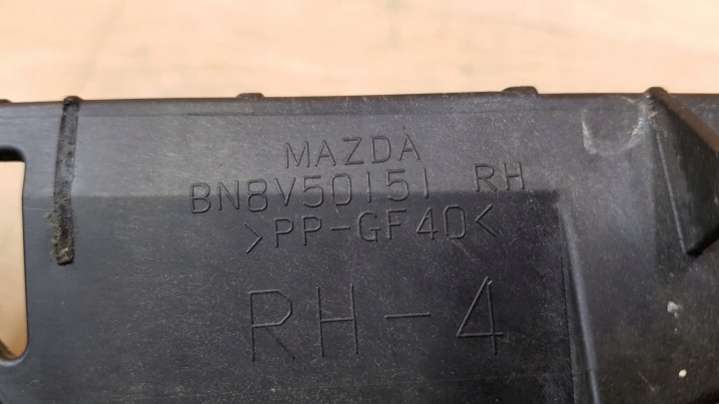 MAZDA
BN8V50151 RH
>PP-GF40<
RH-4